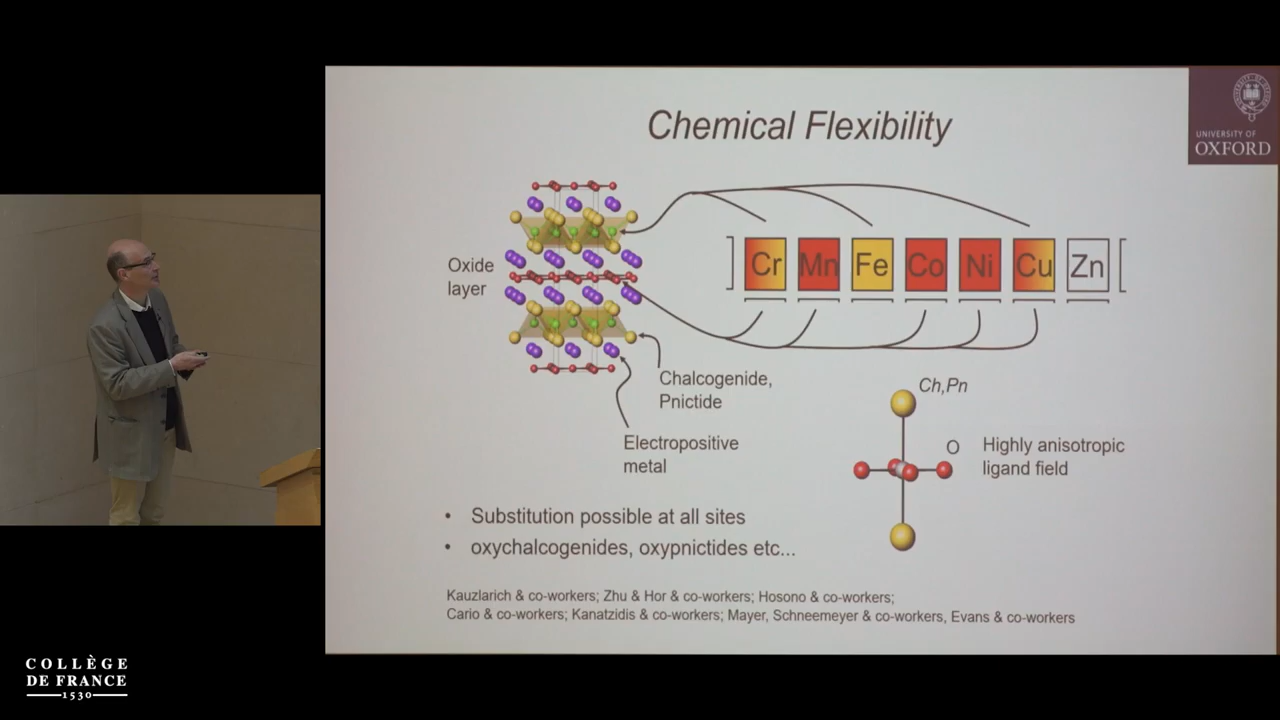 Chemical Flexibility
UNIVERSITY OF
OXFORD
Oxide
layer
Cr Mn Fe Co Ni Cu Zn
Chalcogenide,
Pnictide
Electropositive
metal
Ch,Pn
O
Highly anisotropic
ligand field
• Substitution possible at all sites
• oxychalcogenides, oxypnictides etc...
Kauzlarich & co-workers; Zhu & Hor & co-workers; Hosono & co-workers;
Cario & co-workers; Kanatzidis & co-workers; Mayer, Schneemeyer & co-workers, Evans & co-workers
COLLÈGE
DE FRANCE
1530